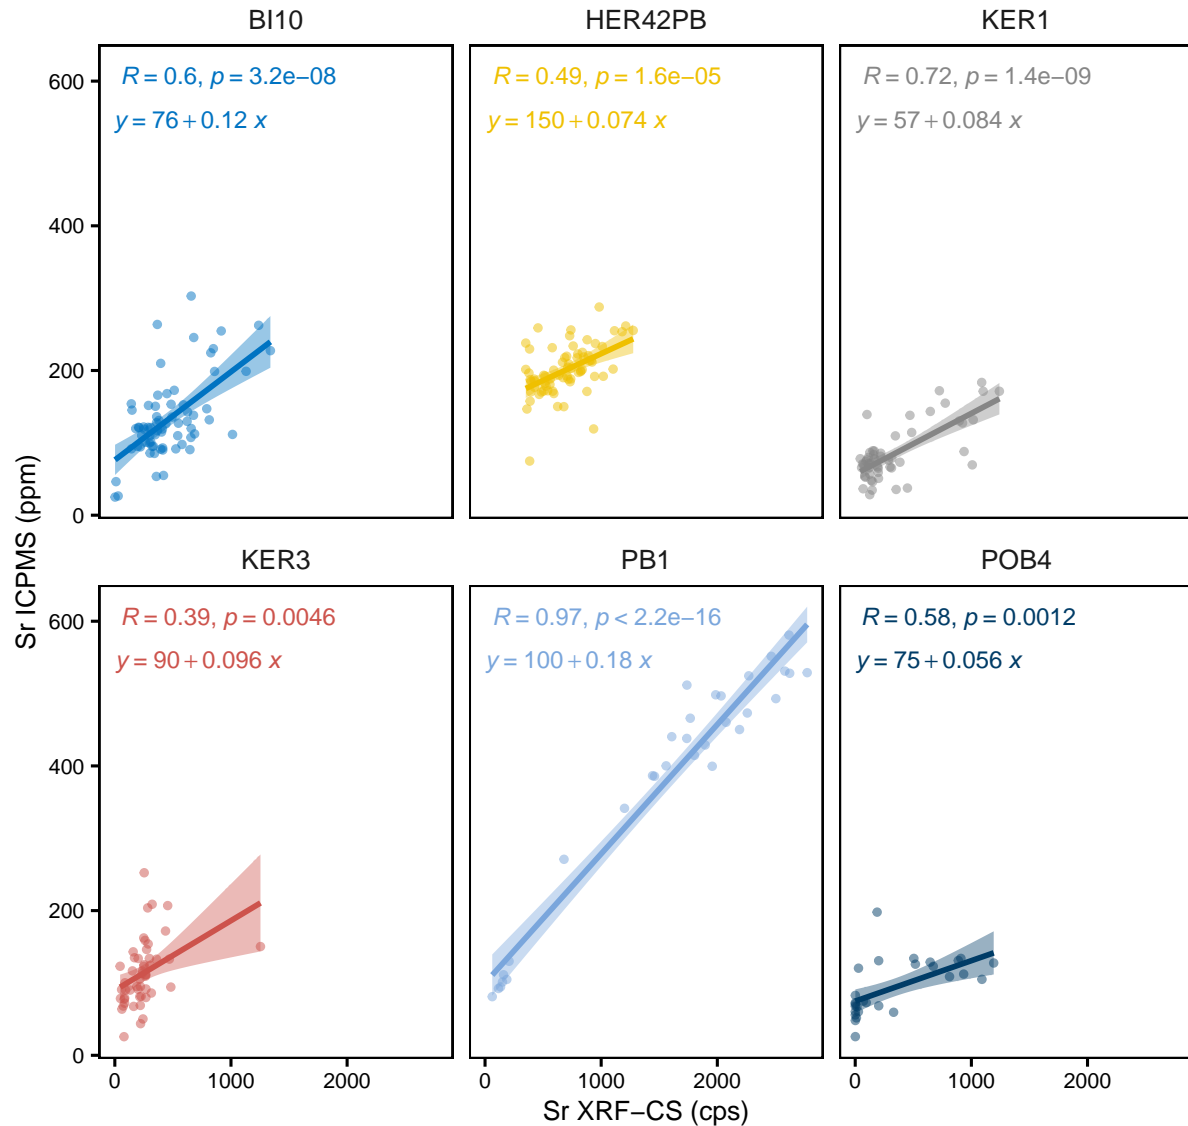 BI10 HER42PB KER1
R = 0.6, p = 3.2e−08 R = 0.49, p = 1.6e−05 R = 0.72, p = 1.4e−09
y = 76 + 0.12 x y = 150 + 0.074 x y = 57 + 0.084 x
600
400
200
0
KER3 PB1 POB4
R = 0.39, p = 0.0046 R = 0.97, p < 2.2e−16 R = 0.58, p = 0.0012
y = 90 + 0.096 x y = 100 + 0.18 x y = 75 + 0.056 x
600
400
200
0
0 1000 2000 0 1000 2000 0 1000 2000
Sr XRF−CS (cps)
Sr ICPMS (ppm)